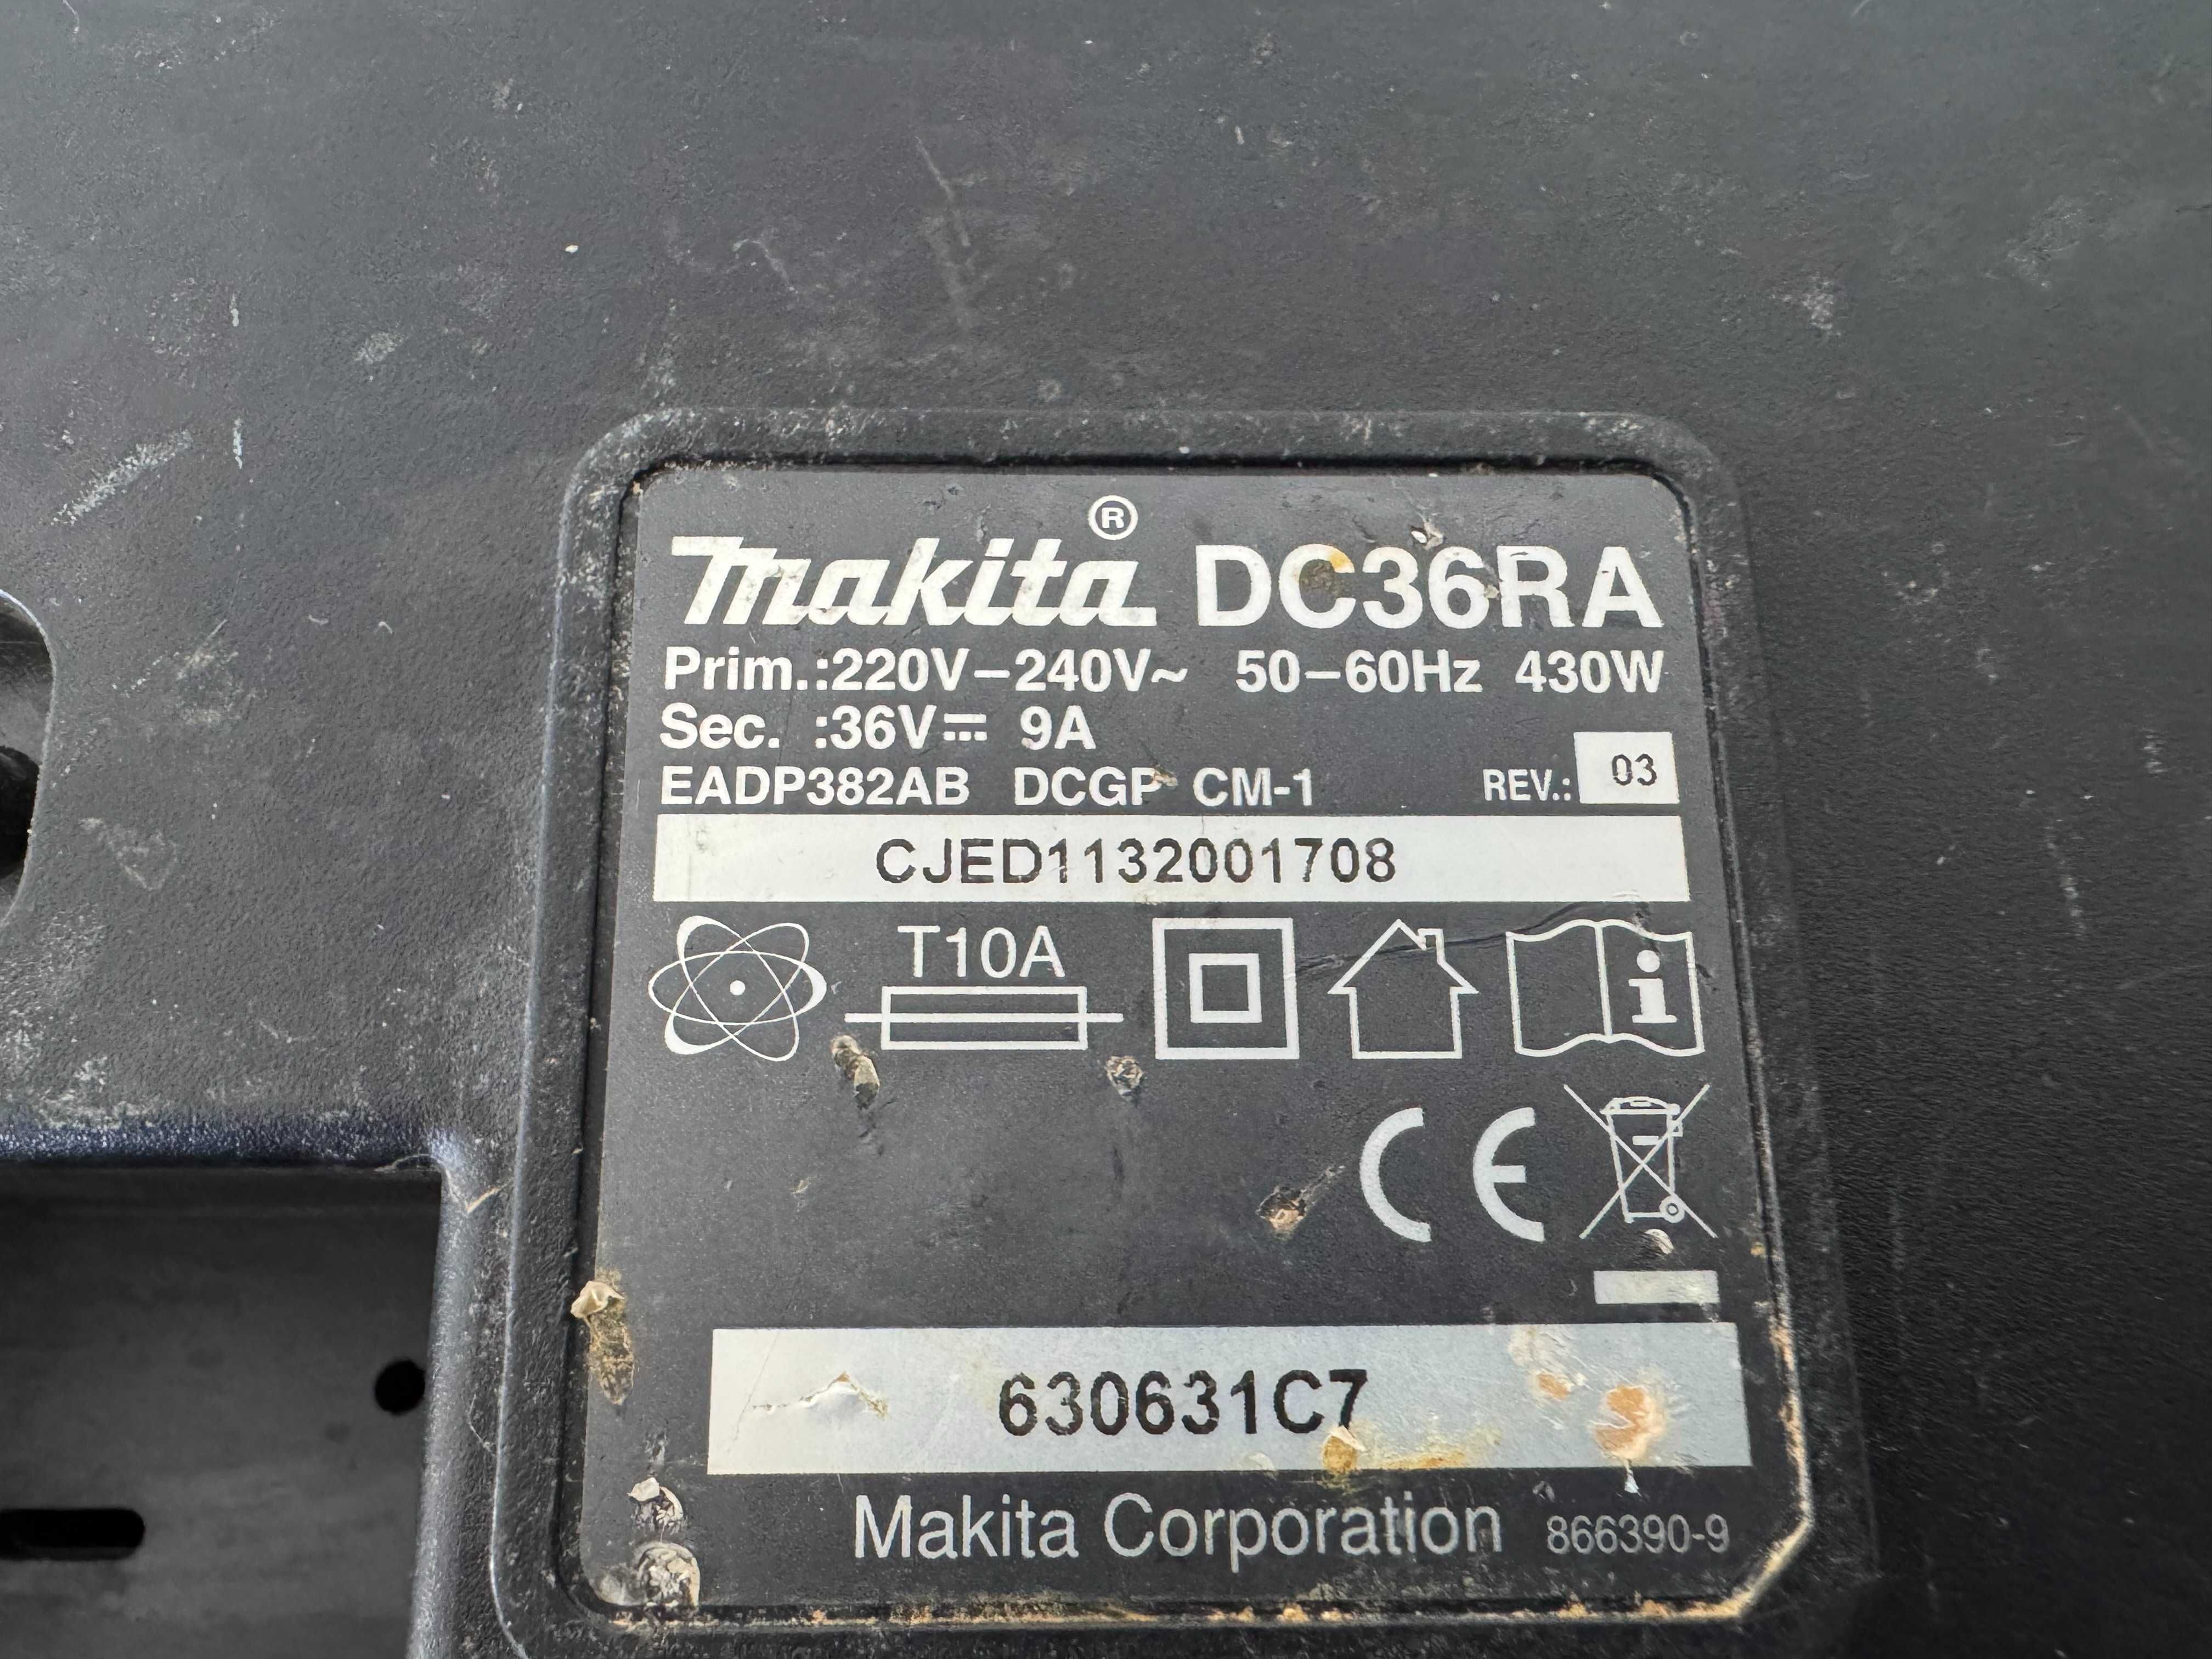 makita® DC36RA
Prim.:220V–240V~ 50–60Hz 430W
Sec. :36V⎓ 9A
EADP382AB DCGP CM-1 REV.: 03
CJED1132001708
T10A
i
CE
630631C7
Makita Corporation 866390-9